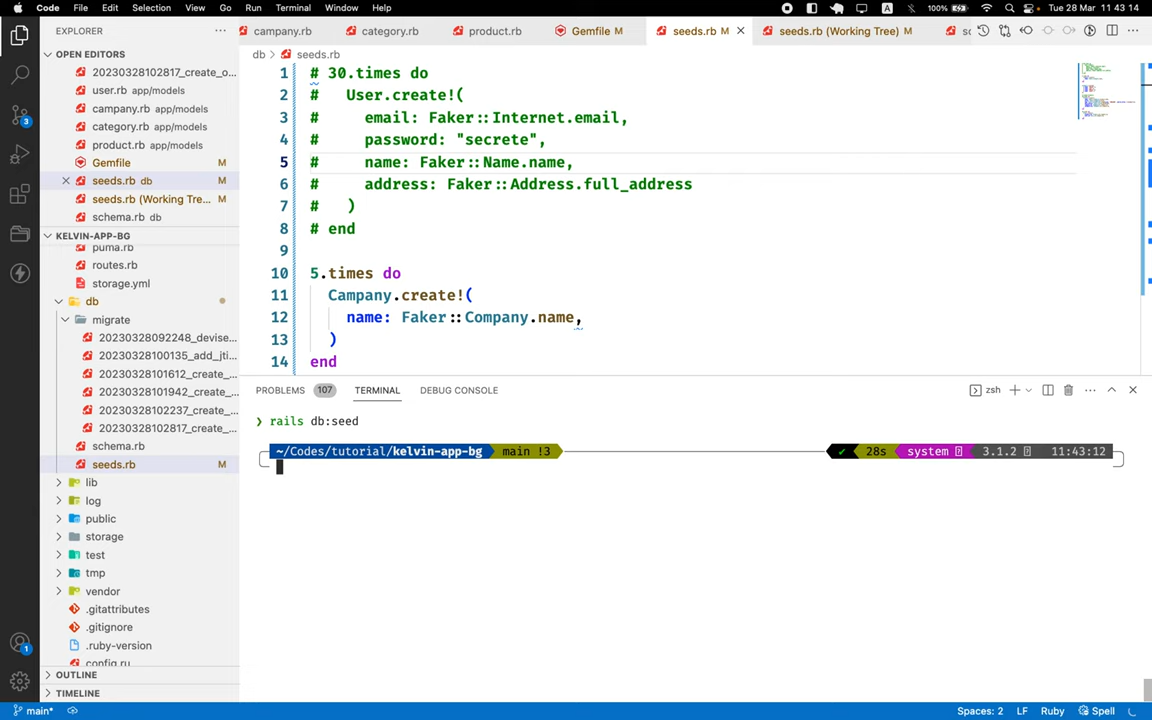 Code File Edit Selection View Go Run Terminal Window Help 100% Tue 28 Mar 11 43 14
EXPLORER
OPEN EDITORS
20230328102817_create_o...
user.rb app/models
campany.rb app/models
category.rb app/models
product.rb app/models
Gemfile M
seeds.rb db M
seeds.rb (Working Tre... M
schema.rb db
KELVIN-APP-BG
puma.rb
routes.rb
storage.yml
db
migrate
20230328092248_devise...
20230328100135_add_jti...
20230328101612_create_...
20230328101942_create_...
20230328102237_create_...
20230328102817_create_...
schema.rb
seeds.rb M
lib
log
public
storage
test
tmp
vendor
.gitattributes
.gitignore
.ruby-version
config.ru
OUTLINE
TIMELINE
campany.rb category.rb product.rb Gemfile M seeds.rb M seeds.rb (Working Tree) M
db > seeds.rb
1 # 30.times do
2 # User.create!(
3 # email: Faker::Internet.email,
4 # password: "secrete",
5 # name: Faker::Name.name,
6 # address: Faker::Address.full_address
7 # )
8 # end
9
10 5.times do
11 Campany.create!(
12 name: Faker::Company.name,
13 )
14 end
PROBLEMS 107 TERMINAL DEBUG CONSOLE zsh
❯ rails db:seed
~/Codes/tutorial/kelvin-app-bg main !3 ✔ 28s system 3.1.2 11:43:12
3
1
main* Spaces: 2 LF Ruby Spell